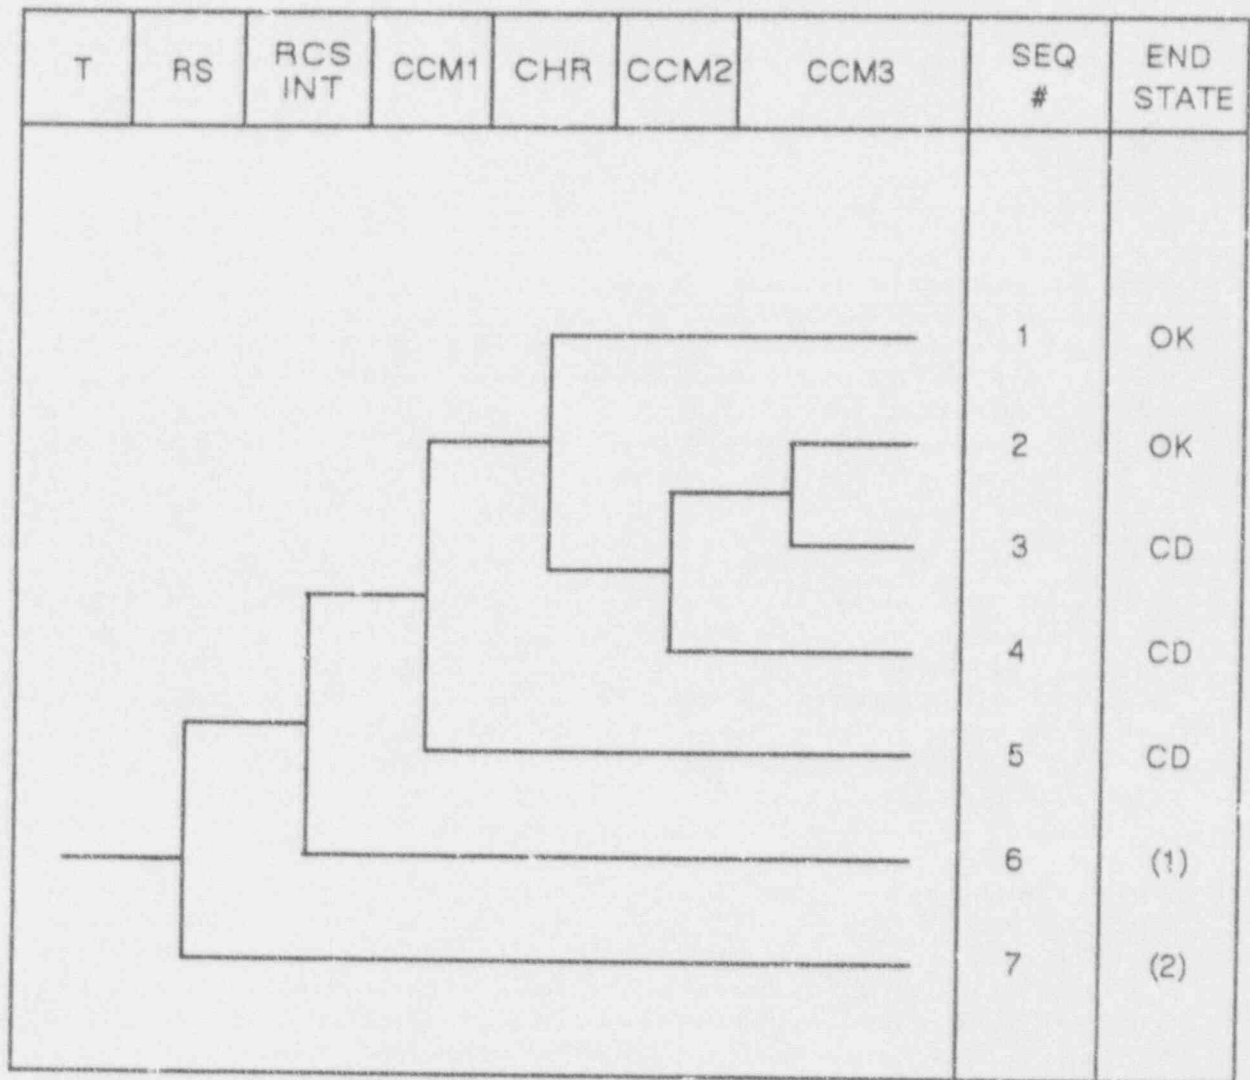 T RS RCS INT CCM1 CHR CCM2 CCM3 SEQ # END STATE
1 OK
2 OK
3 CD
4 CD
5 CD
6 (1)
7 (2)